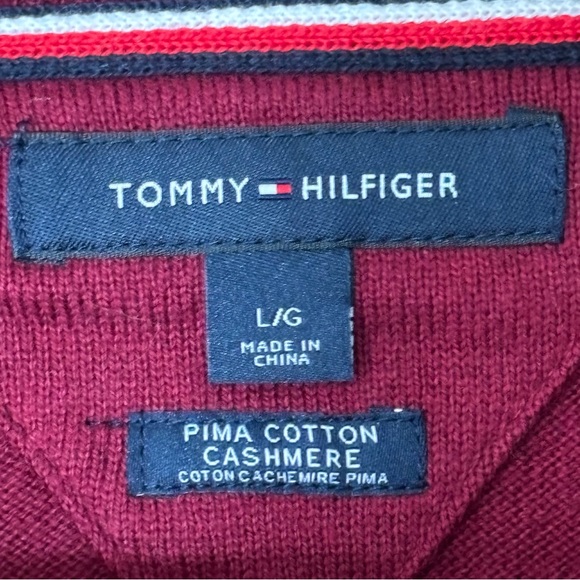 TOMMY HILFIGER
L/G
MADE IN
CHINA
PIMA COTTON
CASHMERE
COTON CACHEMIRE PIMA